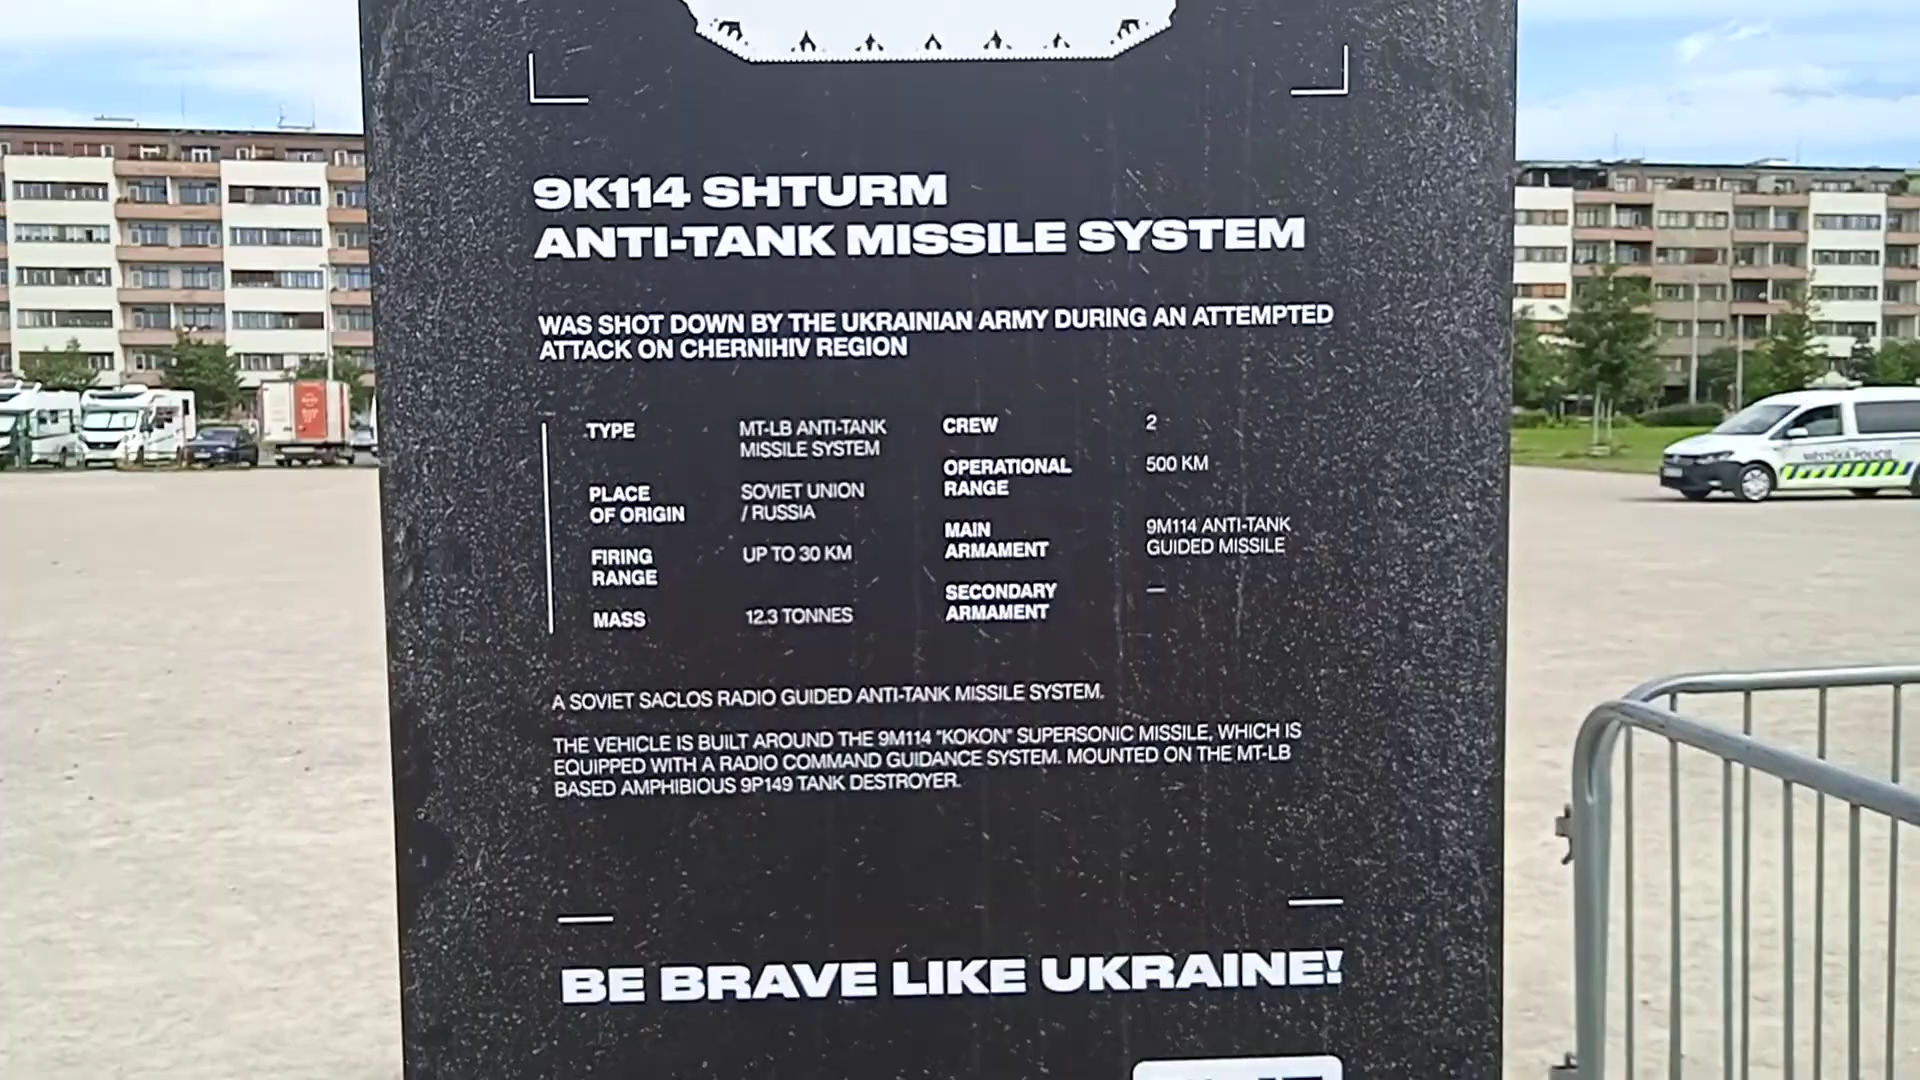 9K114 SHTURM
ANTI-TANK MISSILE SYSTEM
WAS SHOT DOWN BY THE UKRAINIAN ARMY DURING AN ATTEMPTED
ATTACK ON CHERNIHIV REGION
TYPE
MT-LB ANTI-TANK
MISSILE SYSTEM
PLACE
OF ORIGIN
SOVIET UNION
/ RUSSIA
FIRING
RANGE
UP TO 30 KM
MASS
12.3 TONNES
CREW
2
OPERATIONAL
RANGE
500 KM
MAIN
ARMAMENT
9M114 ANTI-TANK
GUIDED MISSILE
SECONDARY
ARMAMENT
—
A SOVIET SACLOS RADIO GUIDED ANTI-TANK MISSILE SYSTEM.
THE VEHICLE IS BUILT AROUND THE 9M114 "KOKON" SUPERSONIC MISSILE, WHICH IS
EQUIPPED WITH A RADIO COMMAND GUIDANCE SYSTEM. MOUNTED ON THE MT-LB
BASED AMPHIBIOUS 9P149 TANK DESTROYER.
BE BRAVE LIKE UKRAINE!
MĚSTSKÁ POLICIE